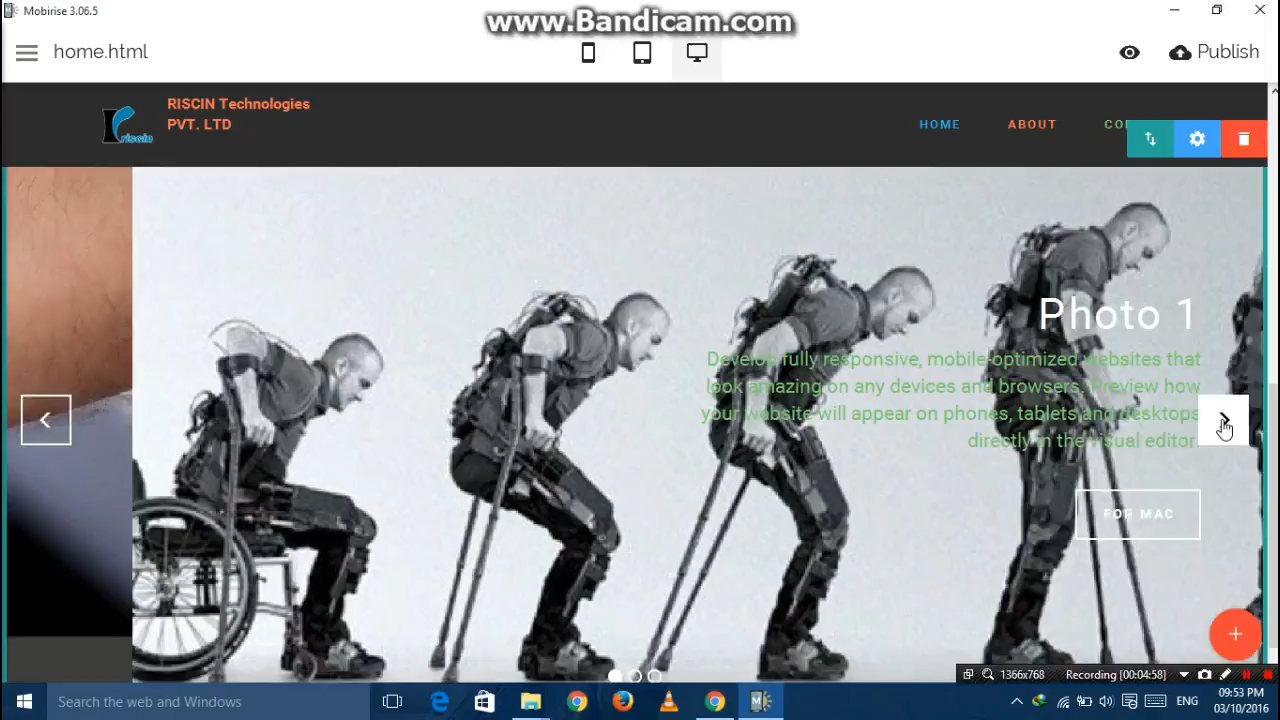 Mobirise 3.06.5
www.Bandicam.com
home.html
Publish
riscin
RISCIN Technologies
PVT. LTD
HOME
ABOUT
Photo 1
Develop fully responsive, mobile-optimized websites that
look amazing on any devices and browsers. Preview how
your website will appear on phones, tablets and desktops
directly in the visual editor.
FOR MAC
1366x768
Recording [00:04:58]
Search the web and Windows
ENG
09:53 PM
03/10/2016